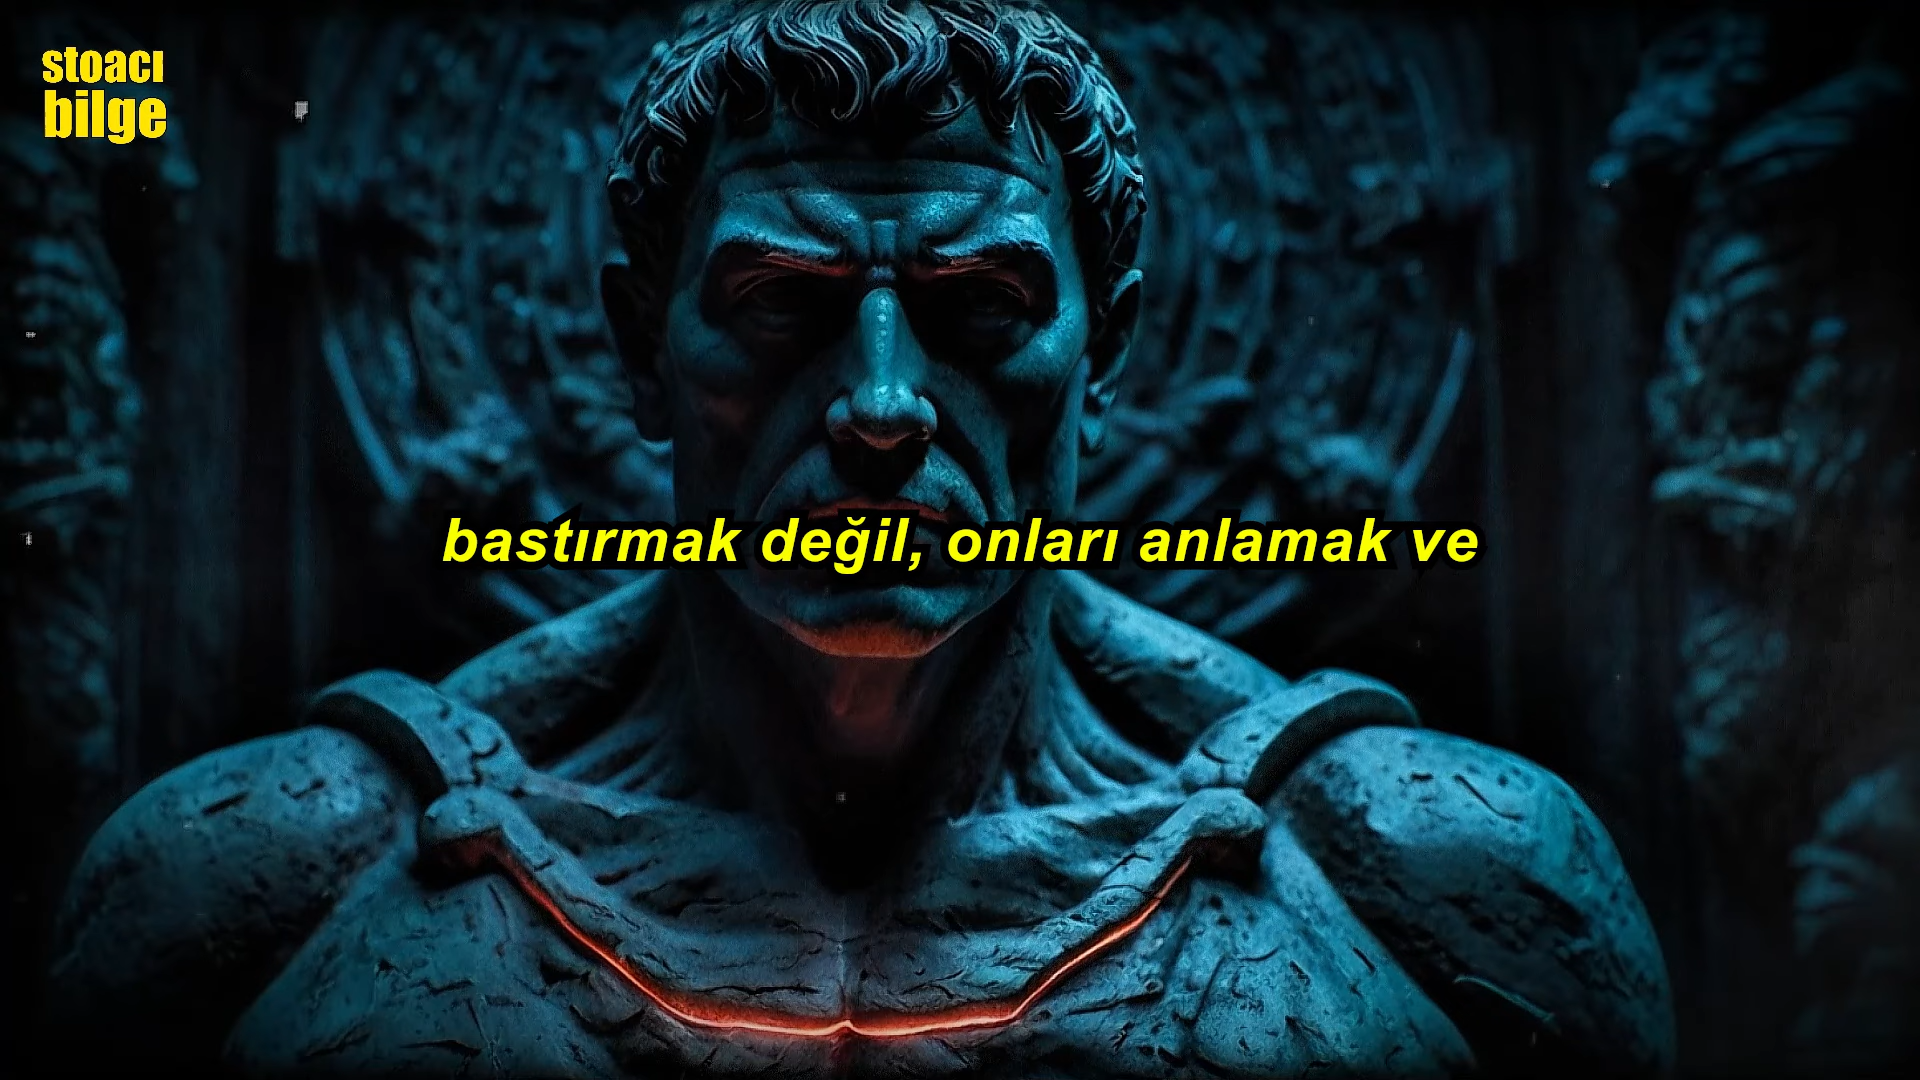 stoacı
bilge
bastırmak değil, onları anlamak ve